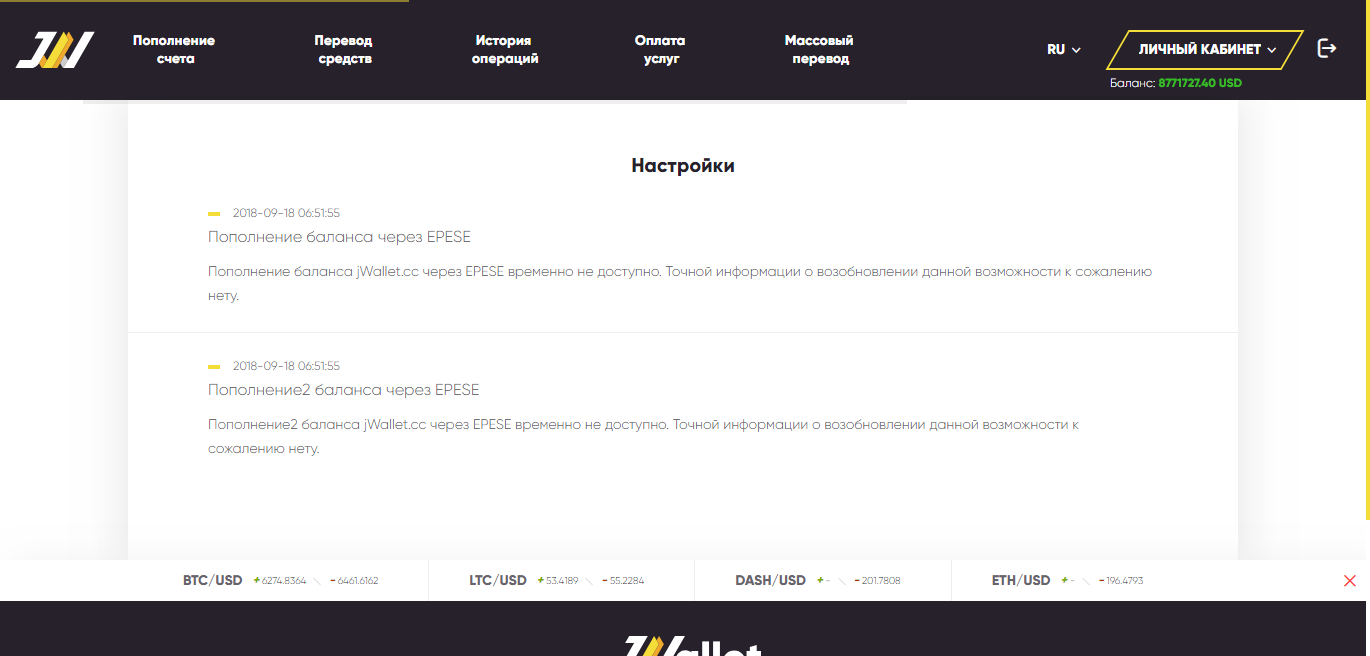 JW
Пополнение
счета
Перевод
средств
История
операций
Оплата
услуг
Массовый
перевод
RU
ЛИЧНЫЙ КАБИНЕТ
Баланс: 8771727.40 USD
Настройки
2018-09-18 06:51:55
Пополнение баланса через EPESE
Пополнение баланса jWallet.cc через EPESE временно не доступно. Точной информации о возобновлении данной возможности к сожалению
нету.
2018-09-18 06:51:55
Пополнение2 баланса через EPESE
Пополнение2 баланса jWallet.cc через EPESE временно не доступно. Точной информации о возобновлении данной возможности к
сожалению нету.
BTC/USD + 6274.8364 - 6461.6162
LTC/USD + 53.4189 - 55.2284
DASH/USD + - - 201.7808
ETH/USD + - - 196.4793
JWallet